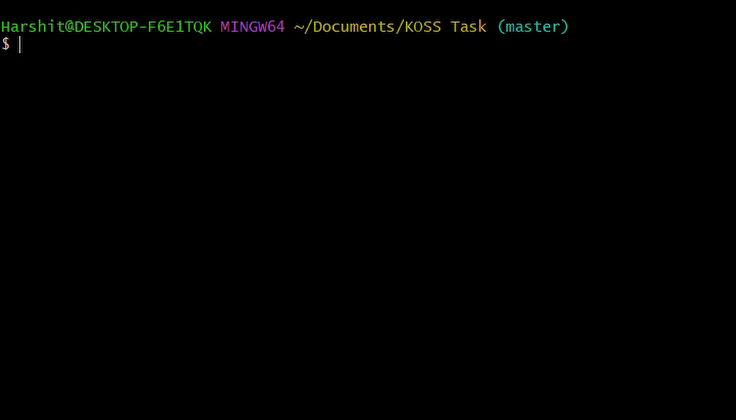 Harshit@DESKTOP-F6E1TQK MINGW64 ~/Documents/KOSS Task (master)
$